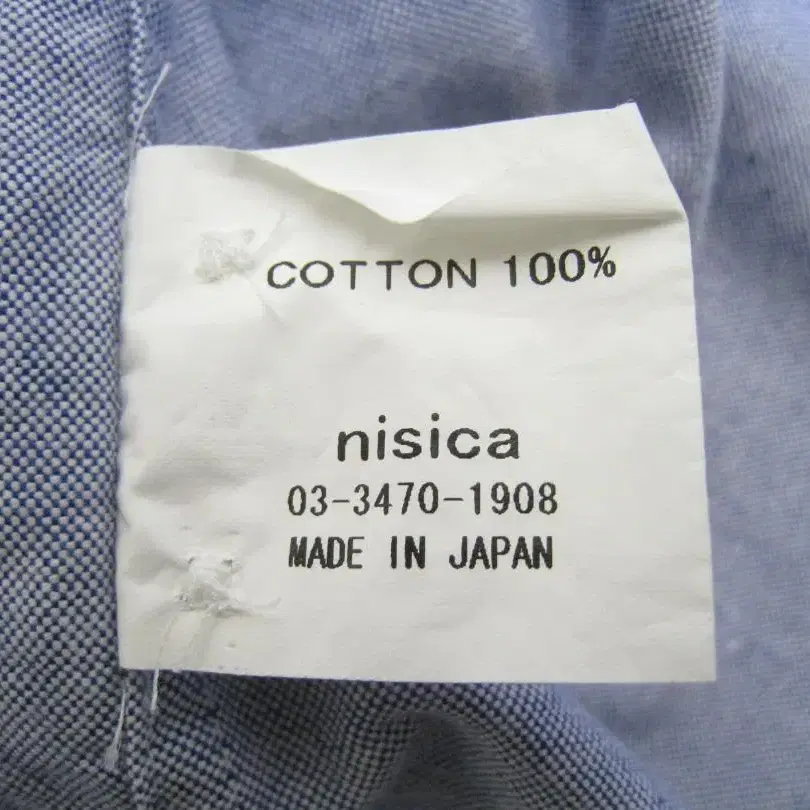 COTTON 100%
nisica
03-3470-1908
MADE IN JAPAN